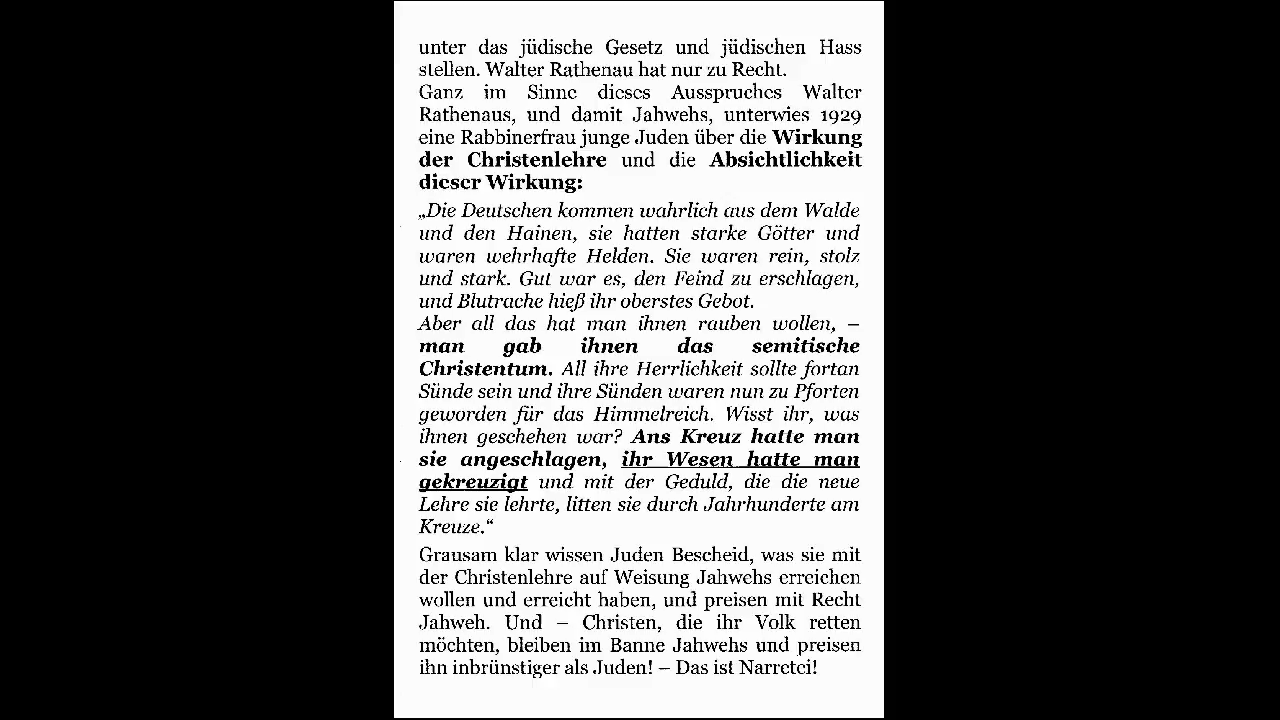 unter das jüdische Gesetz und jüdischen Hass
stellen. Walter Rathenau hat nur zu Recht.
Ganz im Sinne dieses Ausspruches Walter
Rathenaus, und damit Jahwehs, unterwies 1929
eine Rabbinerfrau junge Juden über die Wirkung
der Christenlehre und die Absichtlichkeit
dieser Wirkung:
„Die Deutschen kommen wahrlich aus dem Walde
und den Hainen, sie hatten starke Götter und
waren wehrhafte Helden. Sie waren rein, stolz
und stark. Gut war es, den Feind zu erschlagen,
und Blutrache hieß ihr oberstes Gebot.
Aber all das hat man ihnen rauben wollen, –
man gab ihnen das semitische
Christentum. All ihre Herrlichkeit sollte fortan
Sünde sein und ihre Sünden waren nun zu Pforten
geworden für das Himmelreich. Wisst ihr, was
ihnen geschehen war? Ans Kreuz hatte man
sie angeschlagen, ihr Wesen hatte man
gekreuzigt und mit der Geduld, die die neue
Lehre sie lehrte, litten sie durch Jahrhunderte am
Kreuze.“
Grausam klar wissen Juden Bescheid, was sie mit
der Christenlehre auf Weisung Jahwehs erreichen
wollen und erreicht haben, und preisen mit Recht
Jahweh. Und – Christen, die ihr Volk retten
möchten, bleiben im Banne Jahwehs und preisen
ihn inbrünstiger als Juden! – Das ist Narretei!